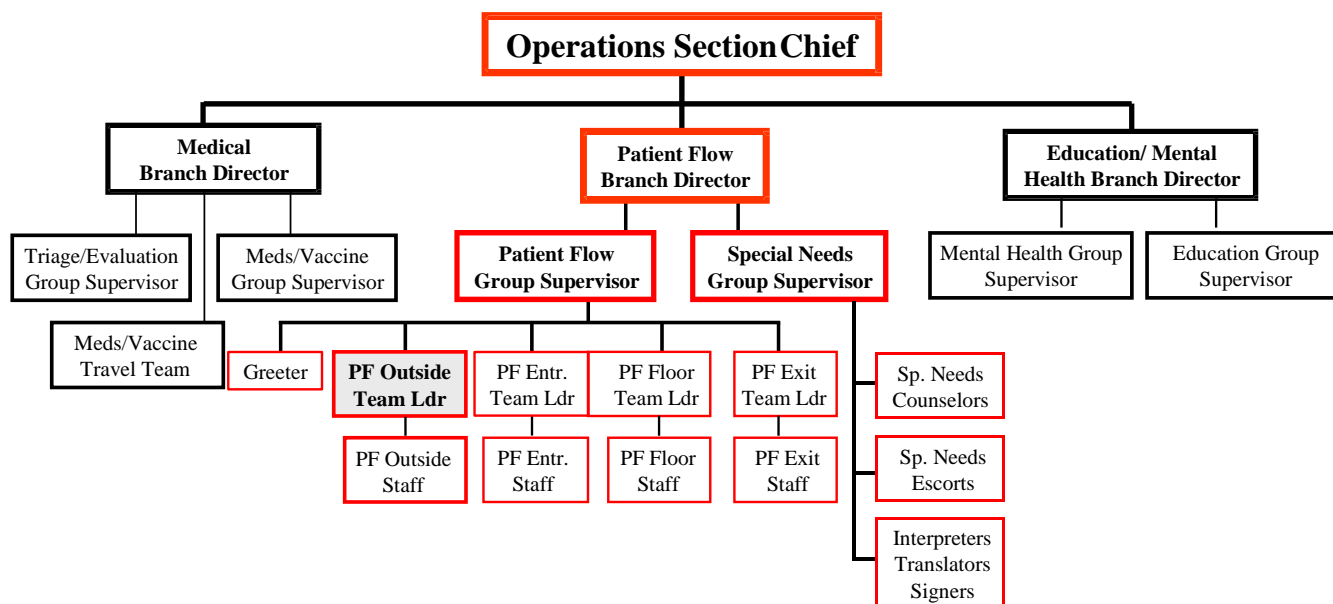 Operations Section Chief
Medical
Branch Director
Patient Flow
Branch Director
Education/ Mental
Health Branch Director
Triage/Evaluation
Group Supervisor
Meds/Vaccine
Group Supervisor
Patient Flow
Group Supervisor
Special Needs
Group Supervisor
Mental Health Group
Supervisor
Education Group
Supervisor
Meds/Vaccine
Travel Team
Greeter
PF Outside
Team Ldr
PF Entr.
Team Ldr
PF Floor
Team Ldr
PF Exit
Team Ldr
Sp. Needs
Counselors
PF Outside
Staff
PF Entr.
Staff
PF Floor
Staff
PF Exit
Staff
Sp. Needs
Escorts
Interpreters
Translators
Signers